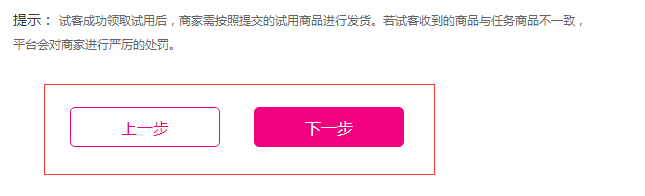 提示： 试客成功领取试用后，商家需按照提交的试用商品进行发货。若试客收到的商品与任务商品不一致，
平台会对商家进行严厉的处罚。
上一步 下一步